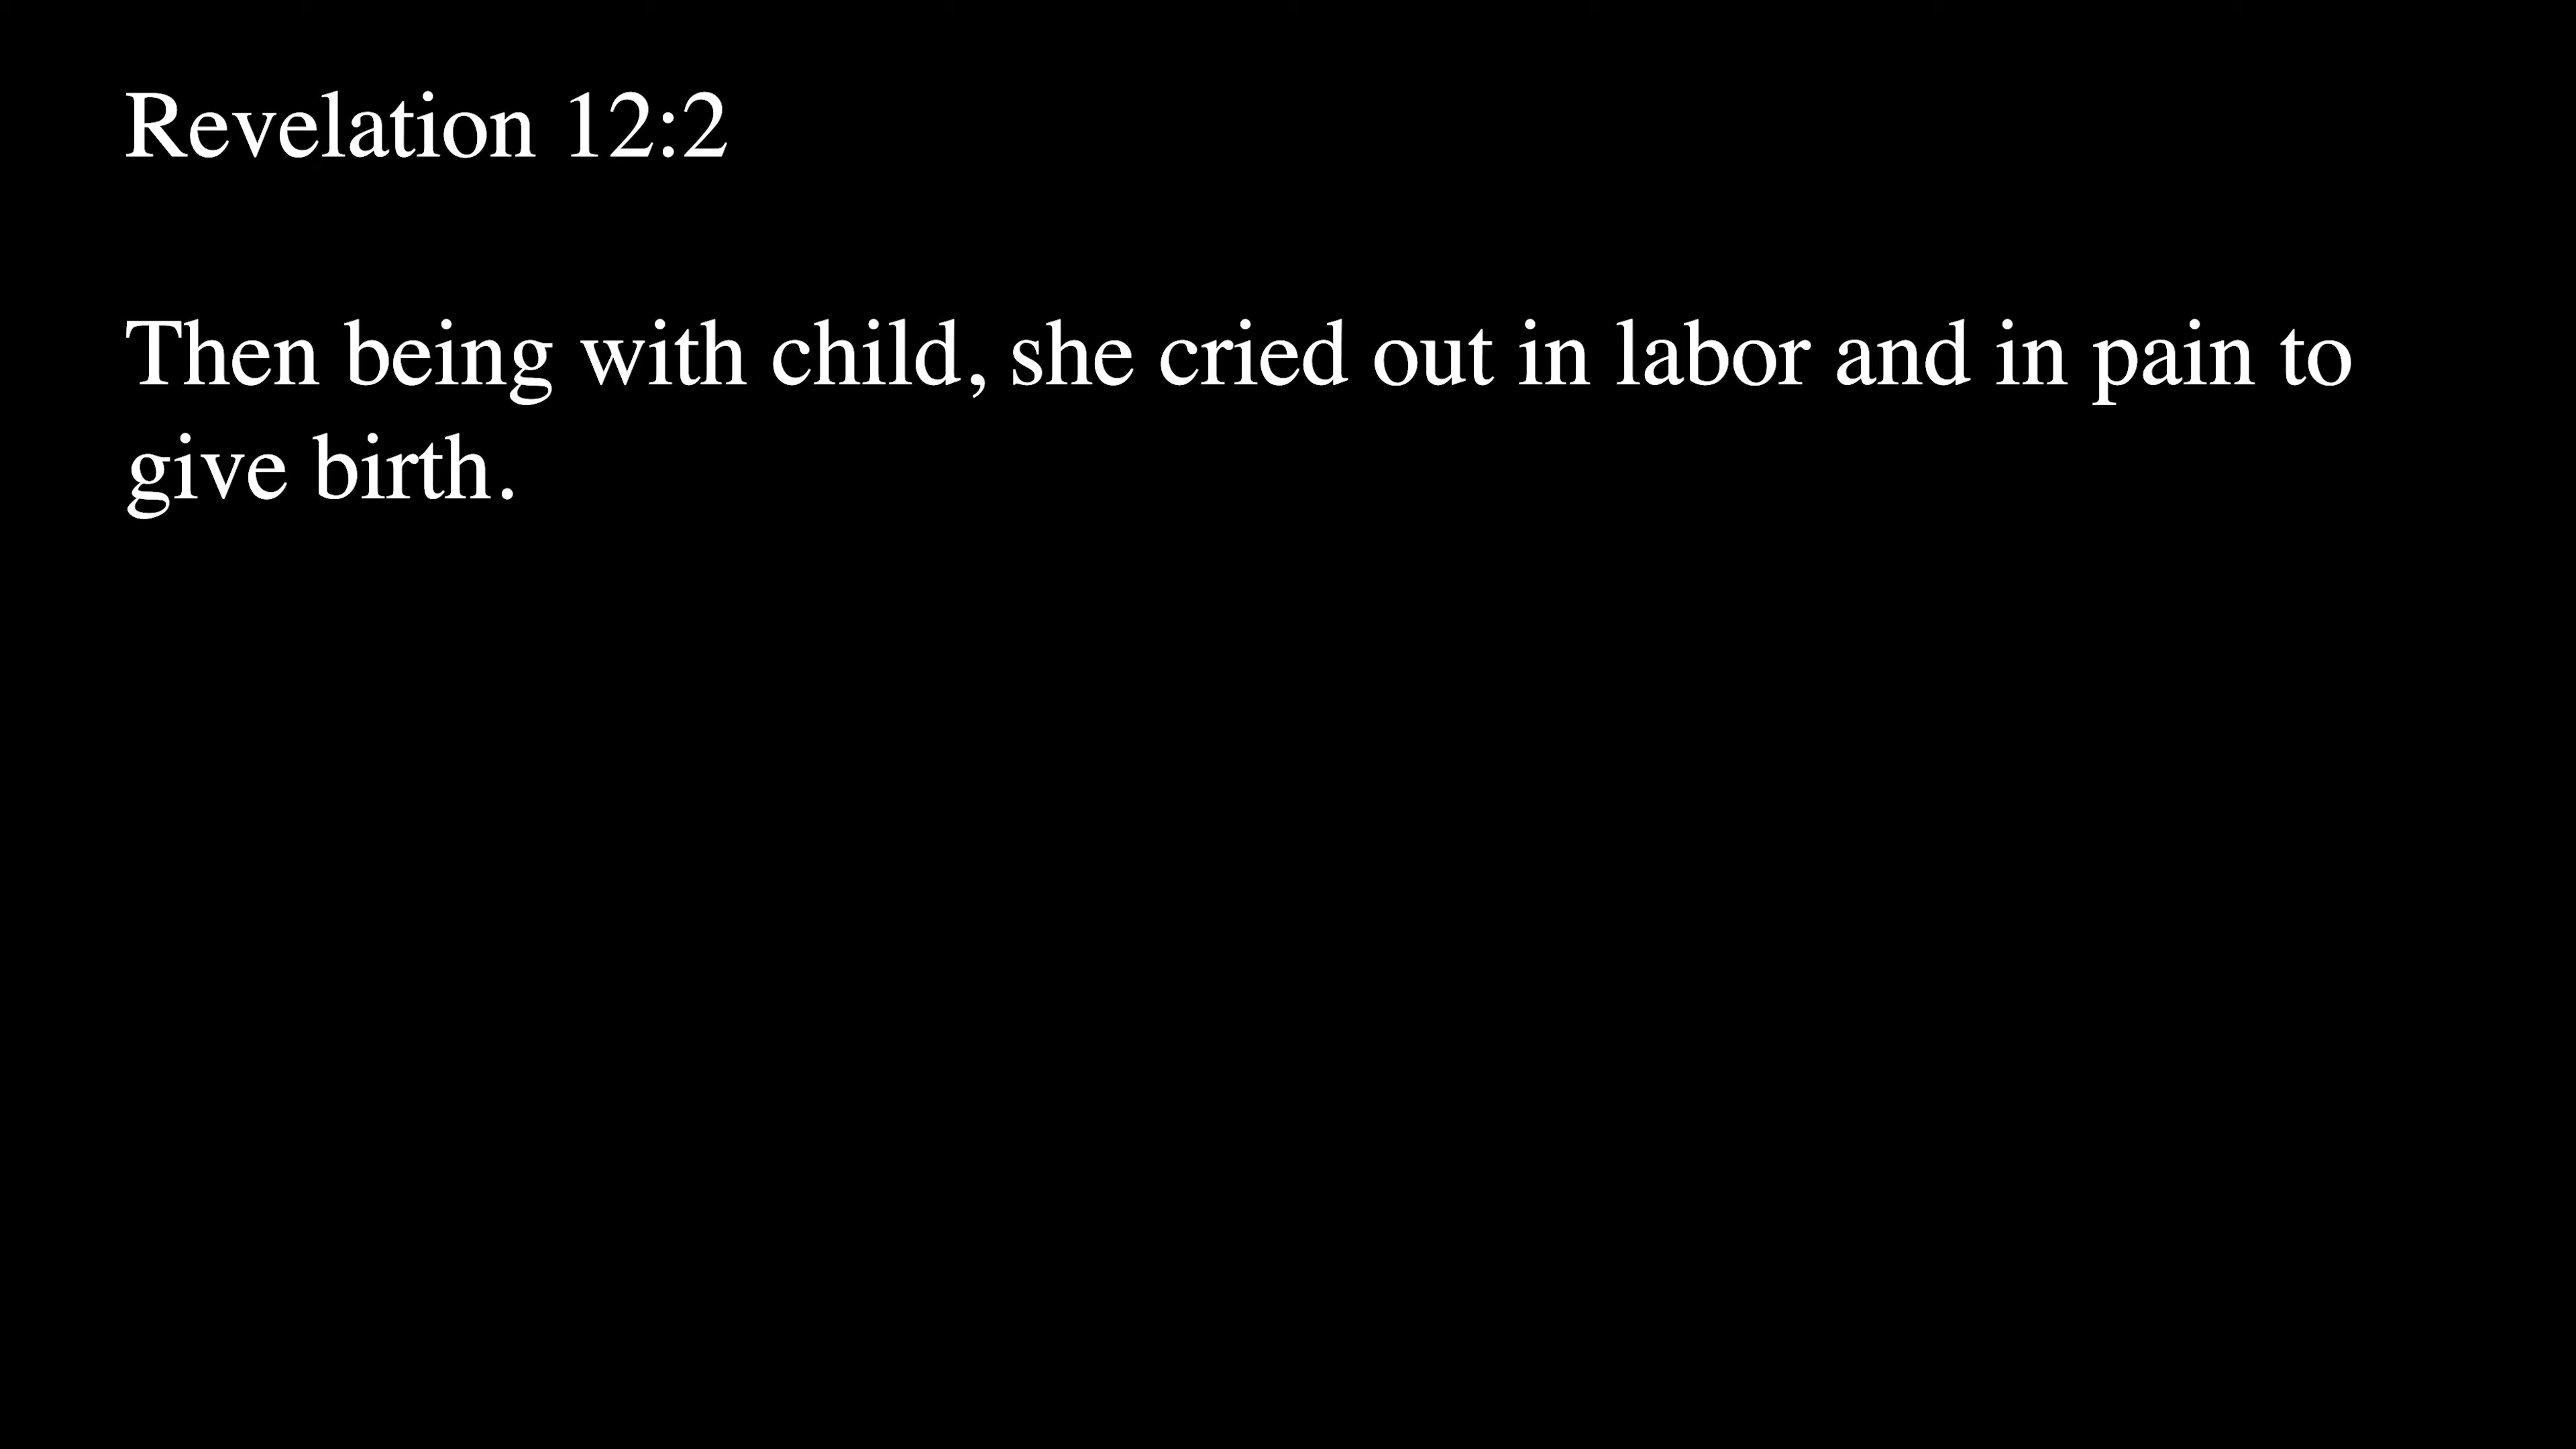 Revelation 12:2
Then being with child, she cried out in labor and in pain to
give birth.